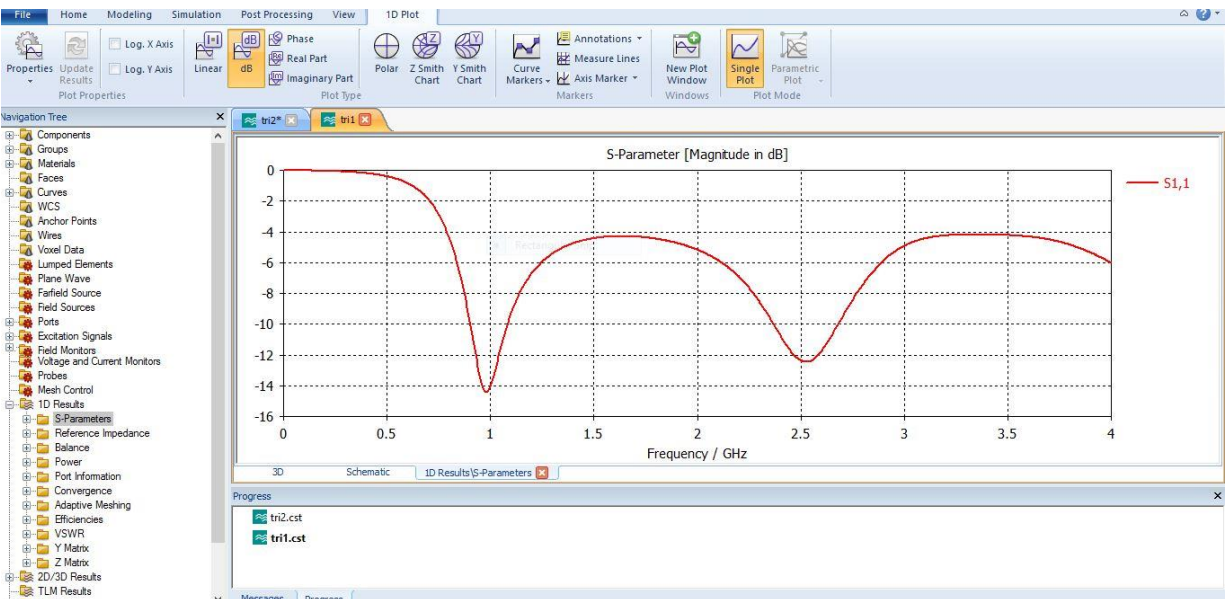 File Home Modeling Simulation Post Processing View 1D Plot
Properties
Update Results
Log. X Axis
Log. Y Axis
Plot Properties
Linear
dB
dB
Phase
Real Part
Imaginary Part
Polar
Z Smith Chart
Y Smith Chart
Plot Type
Curve Markers
Annotations
Measure Lines
Axis Marker
Markers
New Plot Window
Windows
Single Plot
Parametric Plot
Plot Mode
Navigation Tree
Components
Groups
Materials
Faces
Curves
WCS
Anchor Points
Wires
Voxel Data
Lumped Elements
Plane Wave
Farfield Source
Field Sources
Ports
Excitation Signals
Field Monitors
Voltage and Current Monitors
Probes
Mesh Control
1D Results
S-Parameters
Reference Impedance
Balance
Power
Port Information
Convergence
Adaptive Meshing
Efficiencies
VSWR
Y Matrix
Z Matrix
2D/3D Results
TLM Results
tri2* tri1
S-Parameter [Magnitude in dB]
S1,1
0
-2
-4
-6
-8
-10
-12
-14
-16
0 0.5 1 1.5 2 2.5 3 3.5 4
Frequency / GHz
3D Schematic 1D Results\S-Parameters
Progress
tri2.cst
tri1.cst
Messages Progress